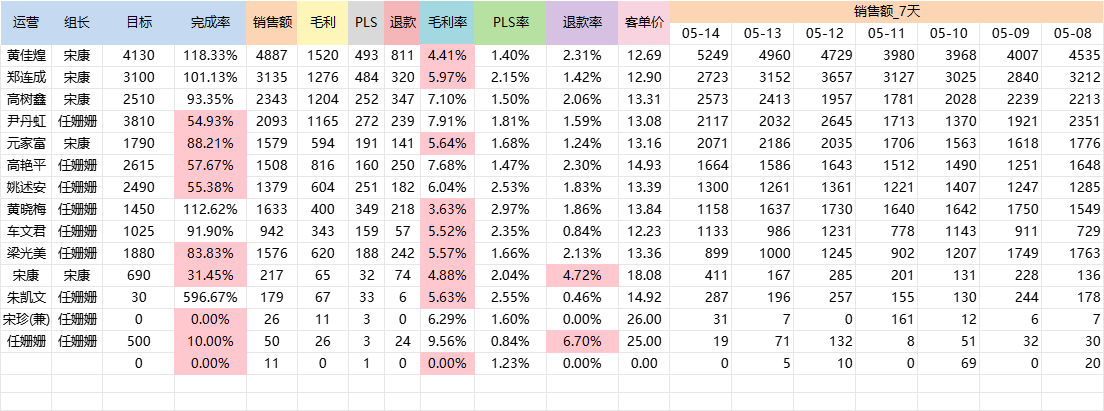 运营 组长 目标 完成率 销售额 毛利 PLS 退款 毛利率 PLS率 退款率 客单价 销售额_7天
05-14 05-13 05-12 05-11 05-10 05-09 05-08
黄佳煌 宋康 4130 118.33% 4887 1520 493 811 4.41% 1.40% 2.31% 12.69 5249 4960 4729 3980 3968 4007 4535
郑连成 宋康 3100 101.13% 3135 1276 484 320 5.97% 2.15% 1.42% 12.90 2723 3152 3657 3127 3025 2840 3212
高树鑫 宋康 2510 93.35% 2343 1204 252 347 7.10% 1.50% 2.06% 13.31 2573 2413 1957 1781 2028 2239 2213
尹丹虹 任姗姗 3810 54.93% 2093 1165 272 239 7.91% 1.81% 1.59% 13.08 2117 2032 2645 1713 1370 1921 2351
元家富 宋康 1790 88.21% 1579 594 191 141 5.64% 1.68% 1.24% 13.16 2071 2186 2035 1706 1563 1618 1776
高艳平 任姗姗 2615 57.67% 1508 816 160 250 7.68% 1.47% 2.30% 14.93 1664 1586 1643 1512 1490 1251 1648
姚述安 任姗姗 2490 55.38% 1379 604 251 182 6.04% 2.53% 1.83% 13.39 1300 1261 1361 1221 1407 1247 1285
黄晓梅 任姗姗 1450 112.62% 1633 400 349 218 3.63% 2.97% 1.86% 13.84 1158 1637 1730 1640 1642 1750 1549
车文君 任姗姗 1025 91.90% 942 343 159 57 5.52% 2.35% 0.84% 12.23 1133 986 1231 778 1143 911 729
梁光美 任姗姗 1880 83.83% 1576 620 188 242 5.57% 1.66% 2.13% 13.36 899 1000 1245 902 1207 1749 1763
宋康 宋康 690 31.45% 217 65 32 74 4.88% 2.04% 4.72% 18.08 411 167 285 201 131 228 136
朱凯文 任姗姗 30 596.67% 179 67 33 6 5.63% 2.55% 0.46% 14.92 287 196 257 155 130 244 178
宋珍(兼) 任姗姗 0 0.00% 26 11 3 0 6.29% 1.60% 0.00% 26.00 31 7 0 161 12 6 7
任姗姗 任姗姗 500 10.00% 50 26 3 24 9.56% 0.84% 6.70% 25.00 19 71 132 8 51 32 30
0 0.00% 11 0 1 0 0.00% 1.23% 0.00% 0.00 0 5 10 0 69 0 20